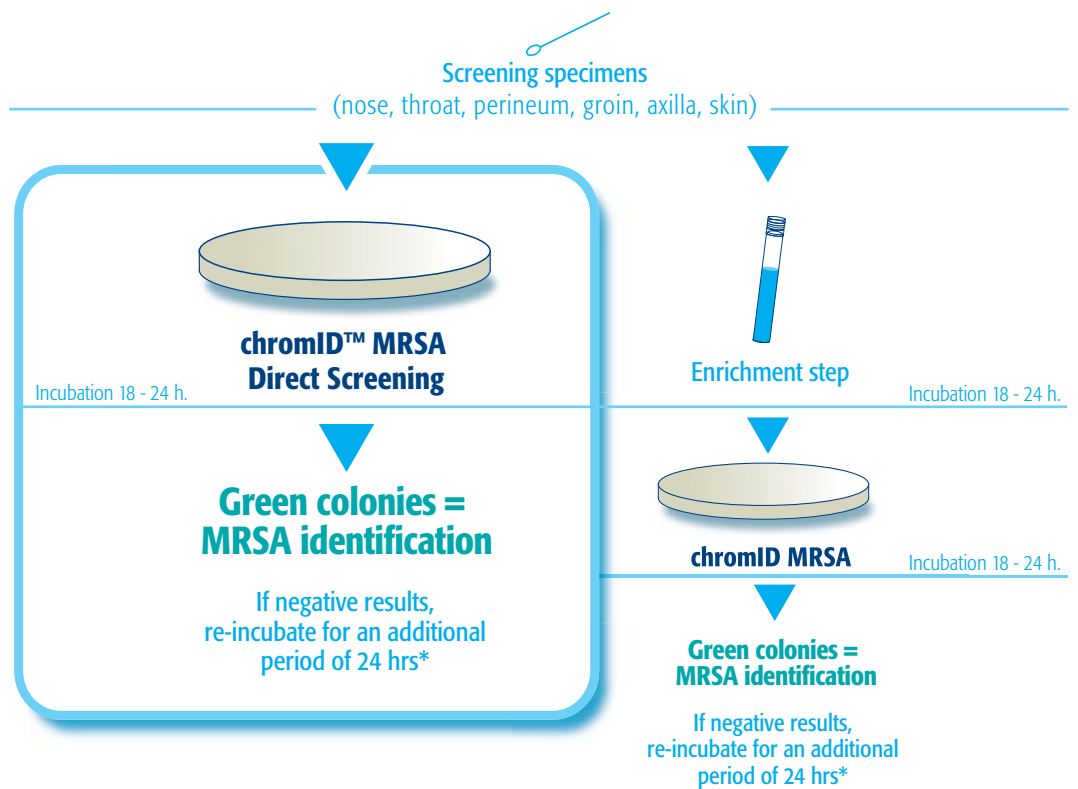 Screening specimens
(nose, throat, perineum, groin, axilla, skin)
chromID™ MRSA
Direct Screening
Incubation 18 - 24 h.
Green colonies =
MRSA identification
If negative results,
re-incubate for an additional
period of 24 hrs*
Enrichment step
Incubation 18 - 24 h.
chromID MRSA
Incubation 18 - 24 h.
Green colonies =
MRSA identification
If negative results,
re-incubate for an additional
period of 24 hrs*